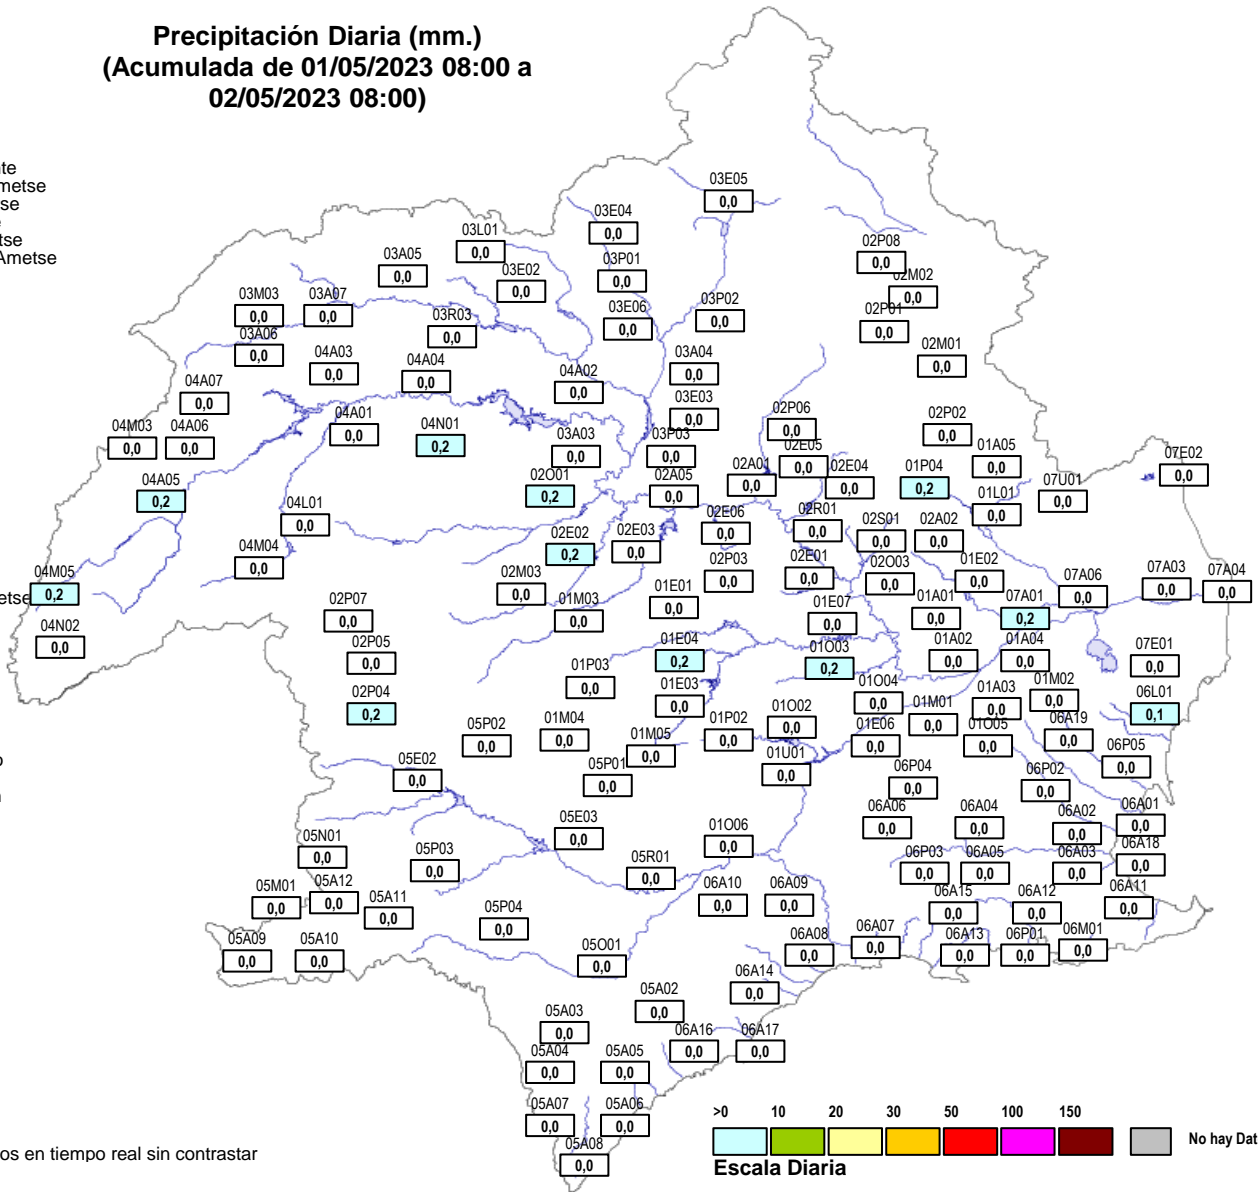 Precipitación Diaria (mm.)
(Acumulada de 01/05/2023 08:00 a
02/05/2023 08:00)
03E05
0,0
03E04
0,0
03L01
0,0
03A05
0,0
03P01
0,0
03E02
0,0
02P08
0,0
02M02
0,0
03M03
0,0
03A07
0,0
03R03
0,0
03E06
0,0
03P02
0,0
02P01
0,0
03A06
0,0
04A03
0,0
04A04
0,0
04A02
0,0
03A04
0,0
02M01
0,0
04A07
0,0
03E03
0,0
04M03
0,0
04A06
0,0
04A01
0,0
04N01
0,2
03A03
0,0
03P03
0,0
02P06
0,0
02P02
0,0
02E05
0,0
01A05
0,0
07E02
0,0
04A05
0,2
02O01
0,2
02A05
0,0
02A01
0,0
02E04
0,0
01P04
0,2
07U01
0,0
04L01
0,0
01L01
0,0
02E06
0,0
02R01
0,0
02E02
0,2
02E03
0,0
02S01
0,0
02A02
0,0
04M04
0,0
02P03
0,0
02E01
0,0
02O03
0,0
01E02
0,0
04M05
0,2
02M03
0,0
07A06
0,0
07A03
0,0
07A04
0,0
02P07
0,0
01M03
0,0
01E01
0,0
01E07
0,0
01A01
0,0
07A01
0,2
04N02
0,0
02P05
0,0
01E04
0,2
01O03
0,2
01A02
0,0
01A04
0,0
07E01
0,0
02P04
0,2
01P03
0,0
01E03
0,0
01O04
0,0
01A03
0,0
01M02
0,0
06L01
0,1
05P02
0,0
01M04
0,0
01M05
0,0
01P02
0,0
01O02
0,0
01E06
0,0
01M01
0,0
01O05
0,0
06A19
0,0
05E02
0,0
05P01
0,0
01U01
0,0
06P04
0,0
06P02
0,0
06P05
0,0
05E03
0,0
01O06
0,0
06A06
0,0
06A04
0,0
06A02
0,0
06A01
0,0
05N01
0,0
05P03
0,0
05R01
0,0
06P03
0,0
06A05
0,0
06A03
0,0
06A18
0,0
05M01
0,0
05A12
0,0
05A11
0,0
05P04
0,0
06A10
0,0
06A09
0,0
06A15
0,0
06A12
0,0
06A11
0,0
05A09
0,0
05A10
0,0
05O01
0,0
06A08
0,0
06A07
0,0
06A13
0,0
06P01
0,0
06M01
0,0
05A02
0,0
06A14
0,0
05A03
0,0
06A16
0,0
06A17
0,0
05A04
0,0
05A05
0,0
05A07
0,0
05A06
0,0
05A08
0,0
>0 10 20 30 50 100 150
No hay Dat
Escala Diaria
os en tiempo real sin contrastar